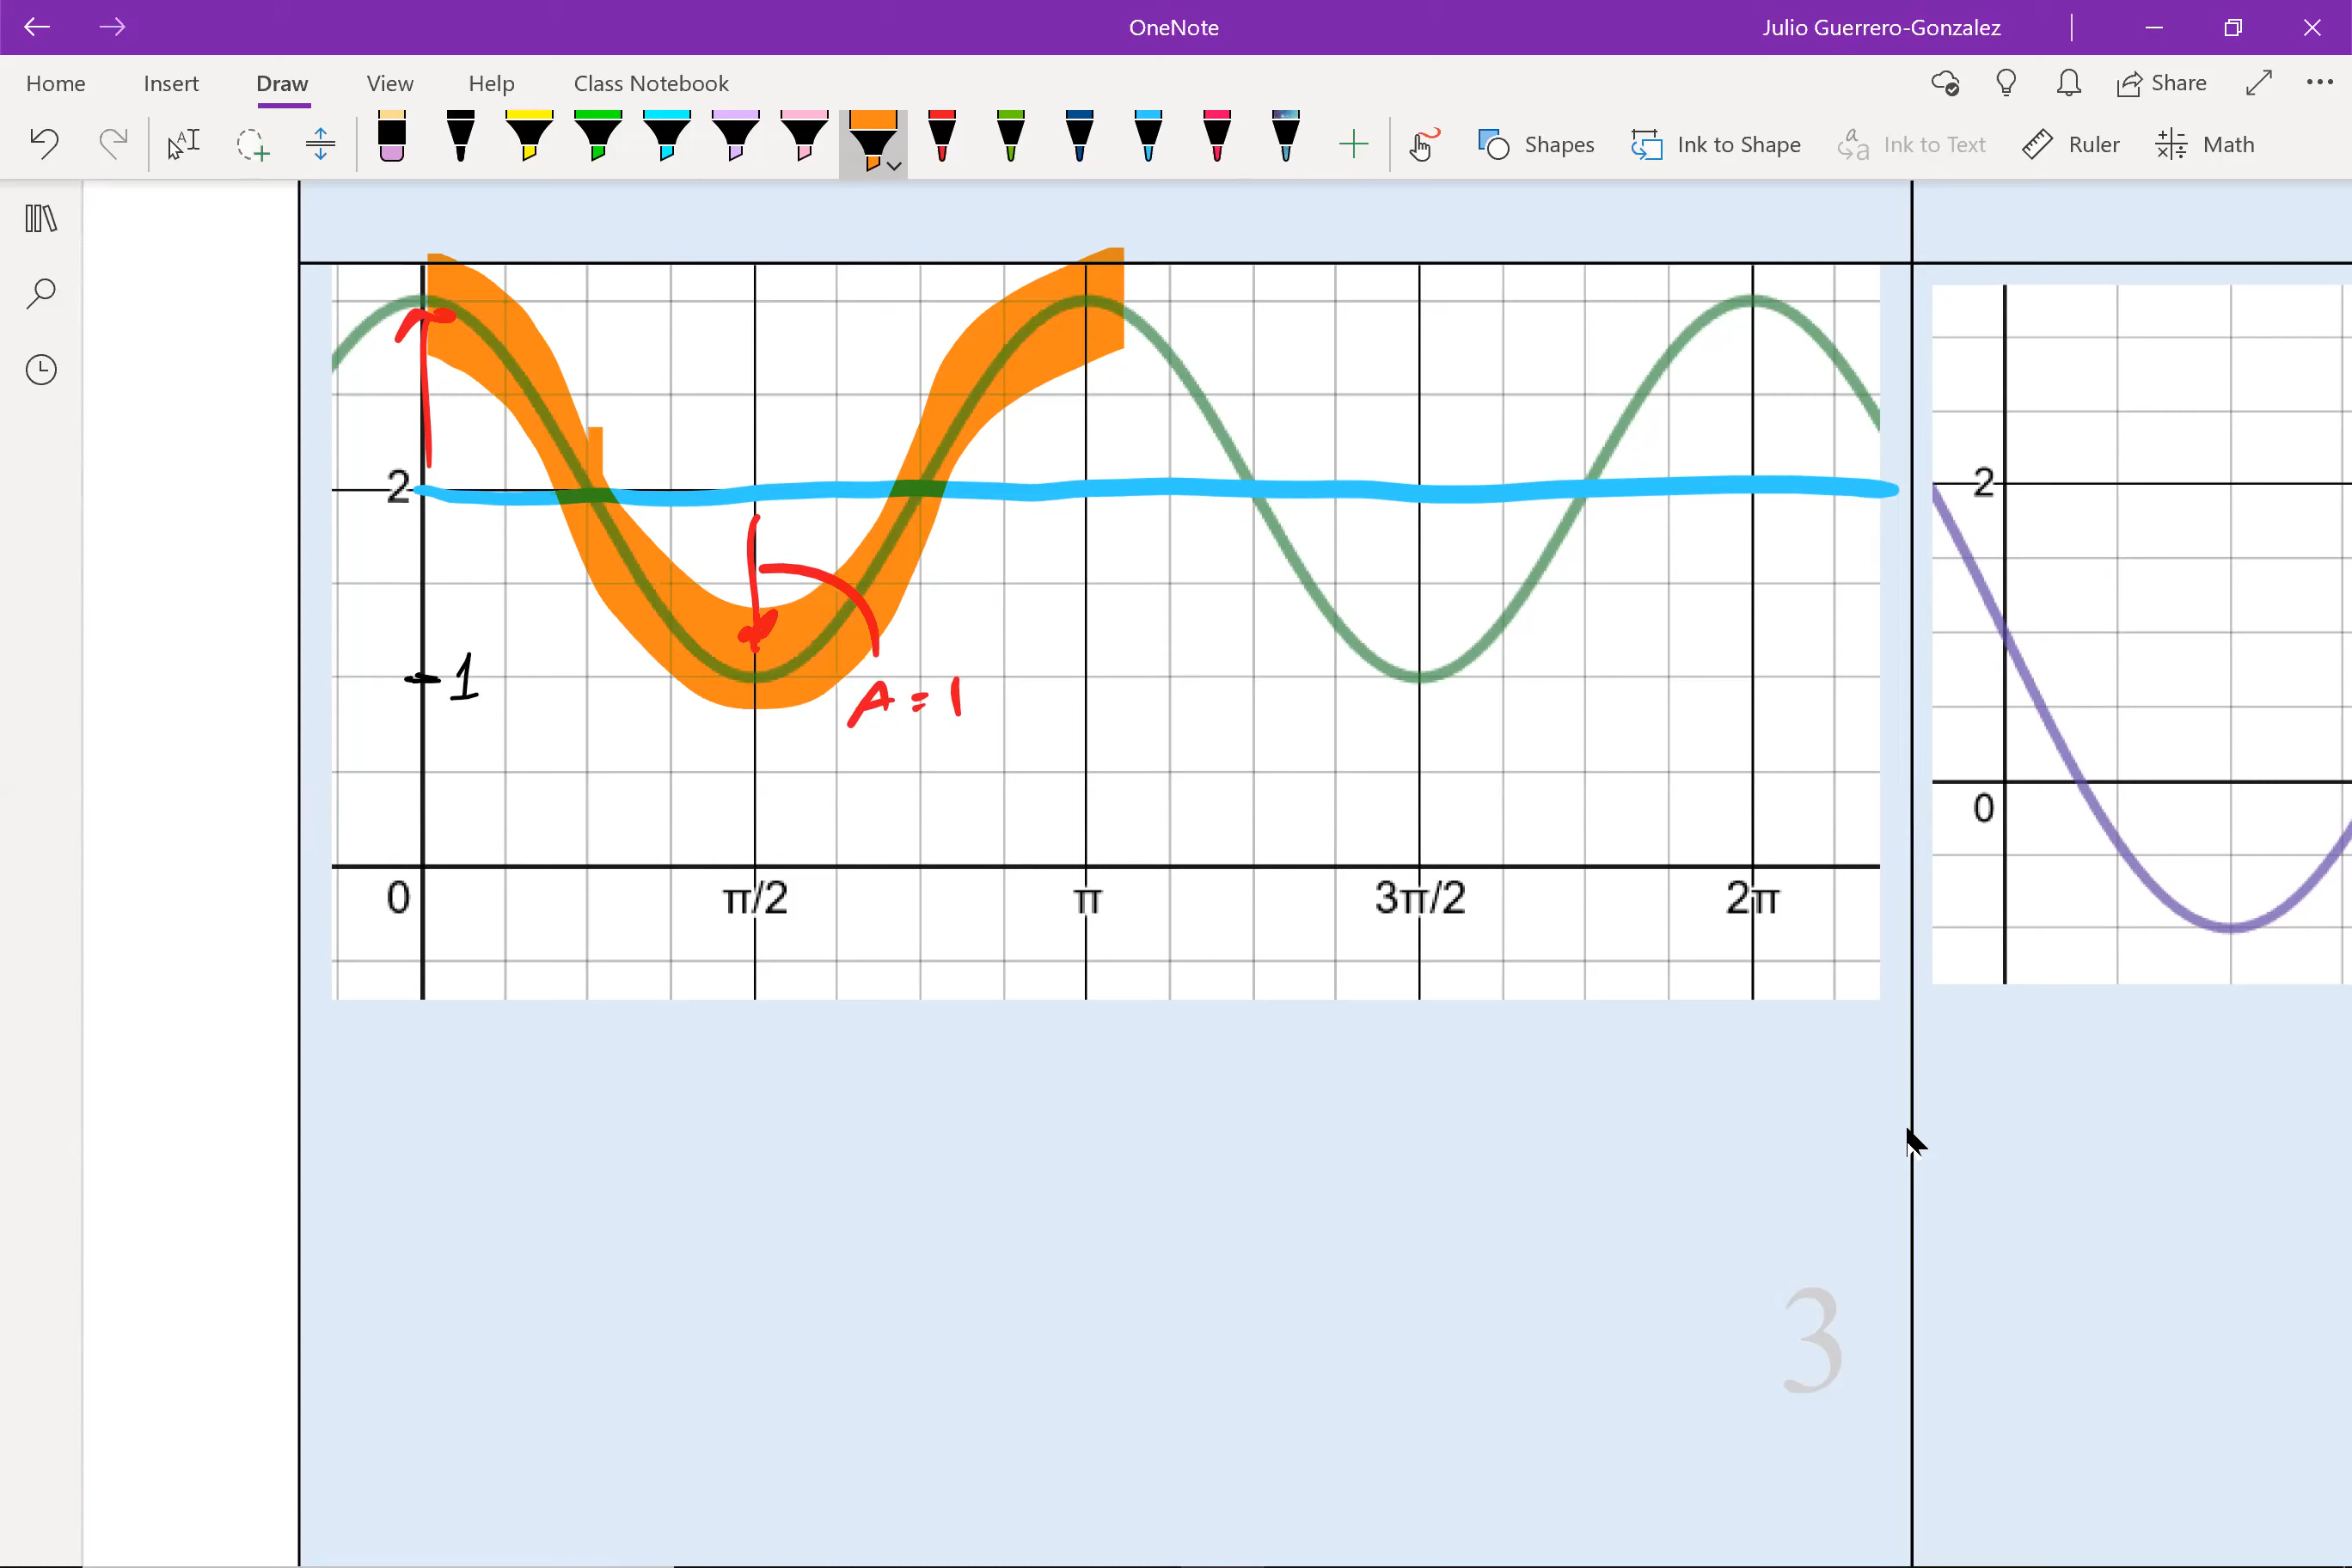 OneNote
Julio Guerrero-Gonzalez
Home Insert Draw View Help Class Notebook
Share
Shapes Ink to Shape Ink to Text Ruler Math
2
1
A = 1
0 π/2 π 3π/2 2π
2
0
3